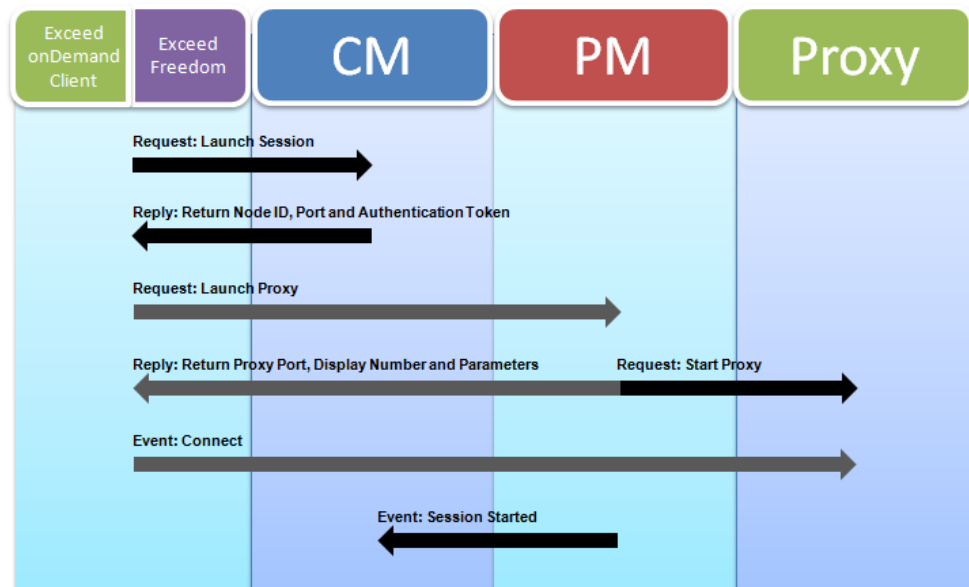 Exceed
onDemand
Client
Exceed
Freedom
CM
PM
Proxy
Request: Launch Session
Reply: Return Node ID, Port and Authentication Token
Request: Launch Proxy
Reply: Return Proxy Port, Display Number and Parameters
Request: Start Proxy
Event: Connect
Event: Session Started